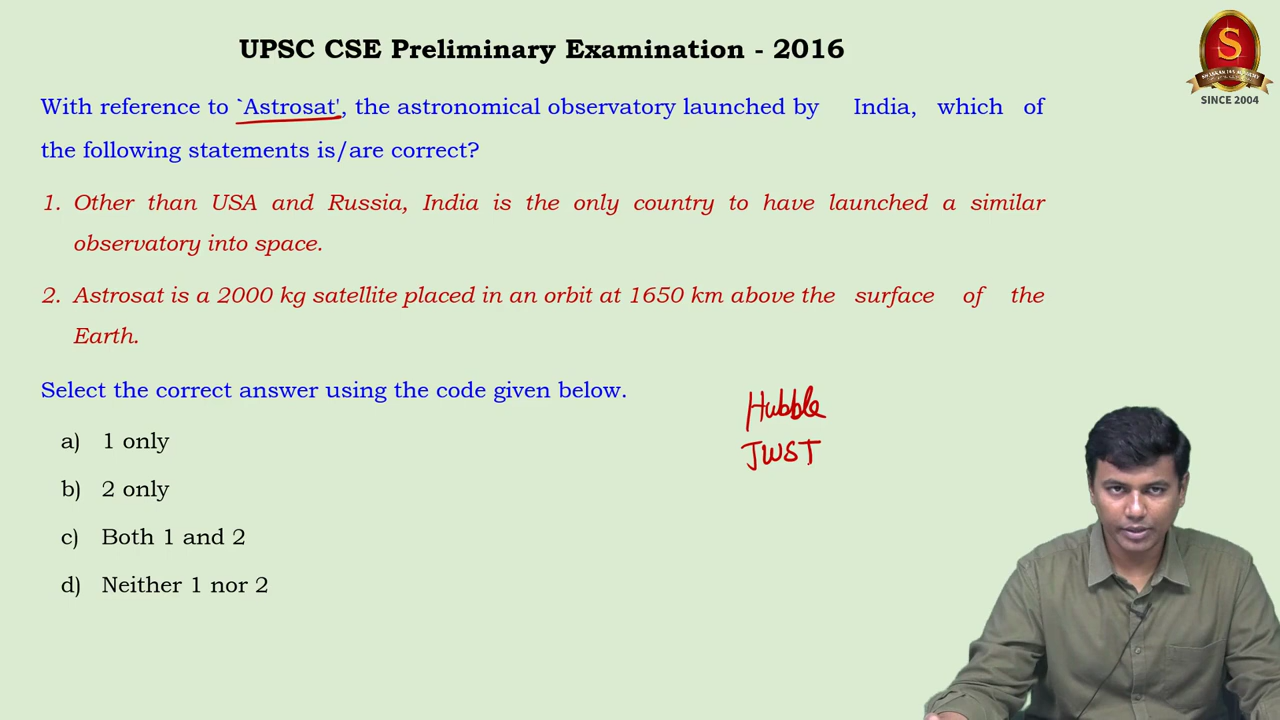 UPSC CSE Preliminary Examination - 2016
With reference to `Astrosat', the astronomical observatory launched by India, which of
the following statements is/are correct?
1. Other than USA and Russia, India is the only country to have launched a similar
observatory into space.
2. Astrosat is a 2000 kg satellite placed in an orbit at 1650 km above the surface of the
Earth.
Select the correct answer using the code given below.
a) 1 only
b) 2 only
c) Both 1 and 2
d) Neither 1 nor 2
Hubble
JWST
S
SINCE 2004